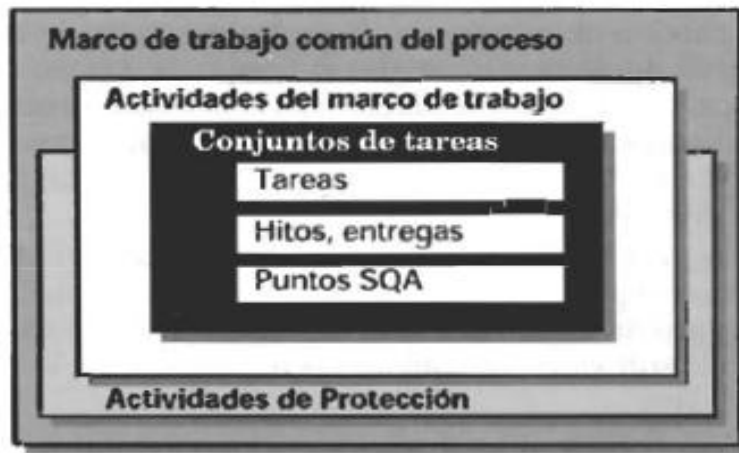 Marco de trabajo común del proceso
Actividades del marco de trabajo
Conjuntos de tareas
Tareas
Hitos, entregas
Puntos SQA
Actividades de Protección